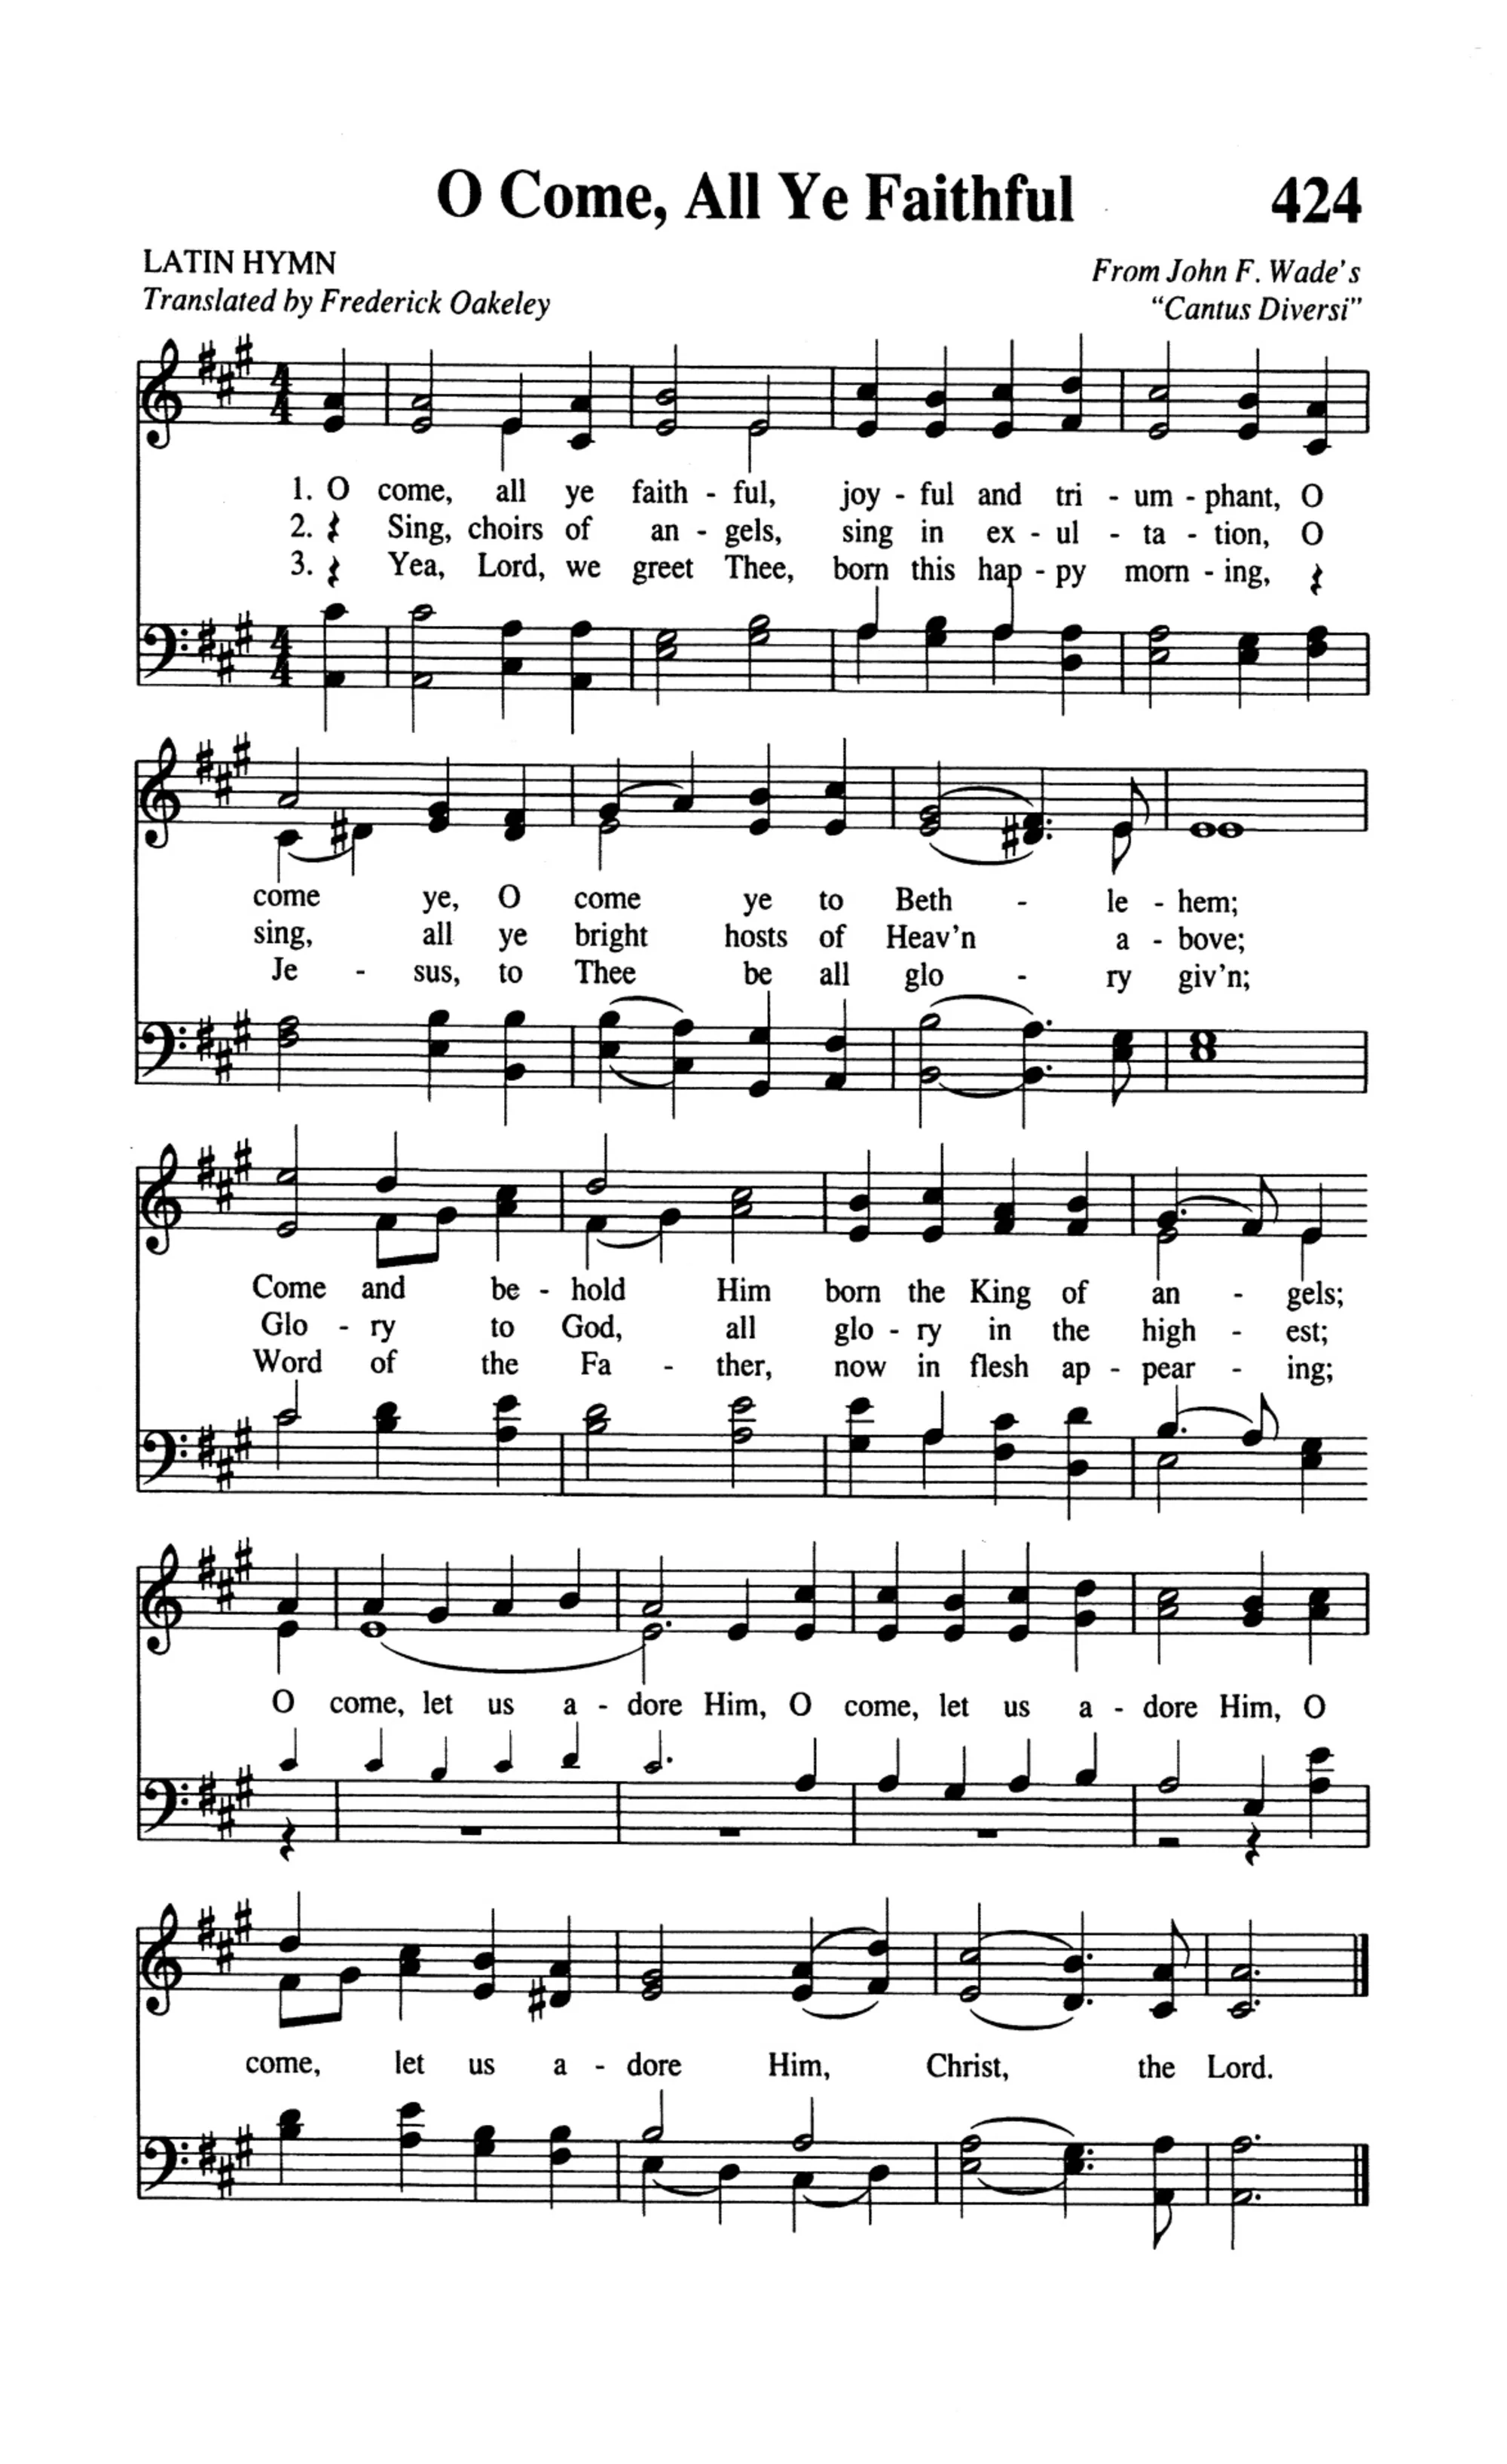 O Come, All Ye Faithful 424
LATIN HYMN
Translated by Frederick Oakeley
From John F. Wade's
"Cantus Diversi"
4/4
1. O come, all ye faith - ful, joy - ful and tri - um - phant, O
2. Sing, choirs of an - gels, sing in ex - ul - ta - tion, O
3. Yea, Lord, we greet Thee, born this hap - py morn - ing,
4/4
come ye, O come ye to Beth - le - hem;
sing, all ye bright hosts of Heav'n a - bove;
Je - sus, to Thee be all glo - ry giv'n;
Come and be - hold Him born the King of an - gels;
Glo - ry to God, all glo - ry in the high - est;
Word of the Fa - ther, now in flesh ap - pear - ing;
O come, let us a - dore Him, O come, let us a - dore Him, O
come, let us a - dore Him, Christ, the Lord.